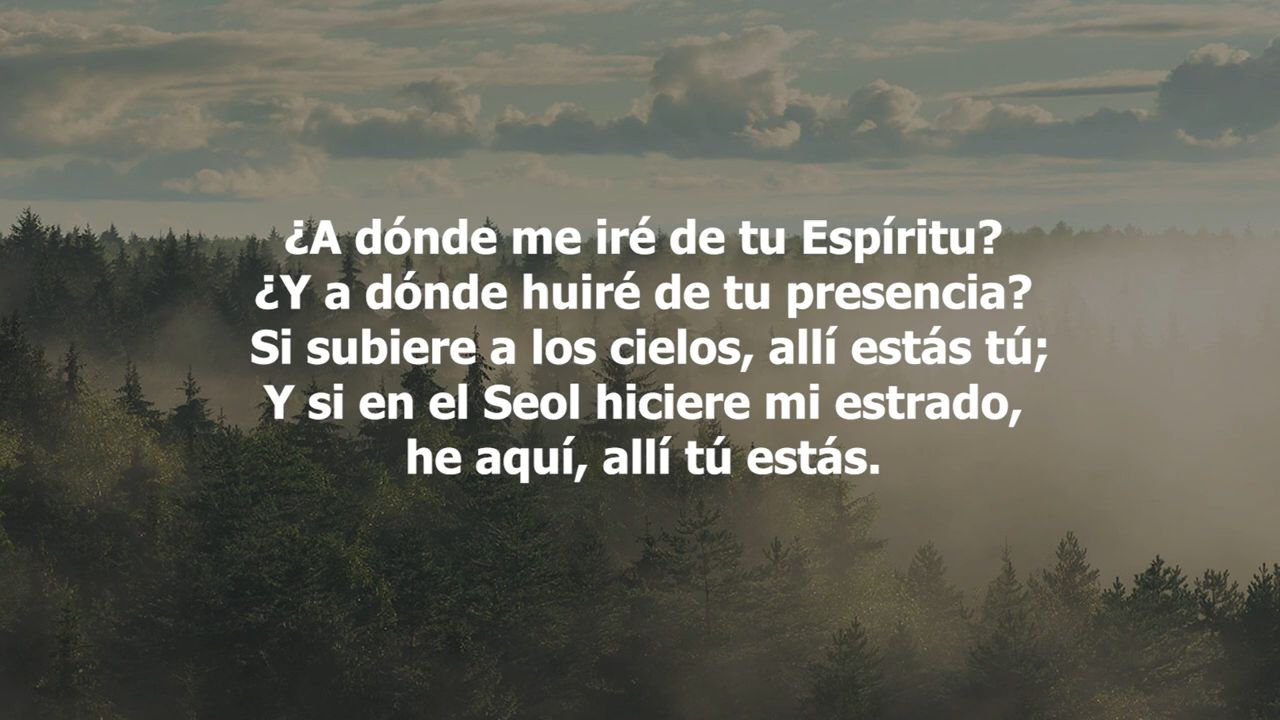 ¿A dónde me iré de tu Espíritu?
¿Y a dónde huiré de tu presencia?
Si subiere a los cielos, allí estás tú;
Y si en el Seol hiciere mi estrado,
he aquí, allí tú estás.